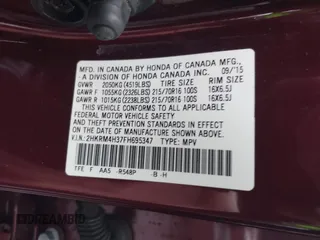 MFD. IN CANADA BY HONDA OF CANADA MFG.,
A DIVISION OF HONDA CANADA INC. 09/15
GVWR 2050KG (4519LBS) TIRE SIZE RIM SIZE
GAWR F 1055KG (2326LBS) 215/70R16 100S 16X6.5J
GAWR R 1015KG (2238LBS) 215/70R16 100S 16X6.5J
THIS VEHICLE CONFORMS TO ALL APPLICABLE
FEDERAL MOTOR VEHICLE SAFETY AND THEFT
PREVENTION STANDARDS IN EFFECT ON THE DATE OF
MANUFACTURE SHOWN ABOVE.
V.I.N.: 2HKRM4H37FH695347 TYPE: MPV
EFE F AA5 -R548P -B -H